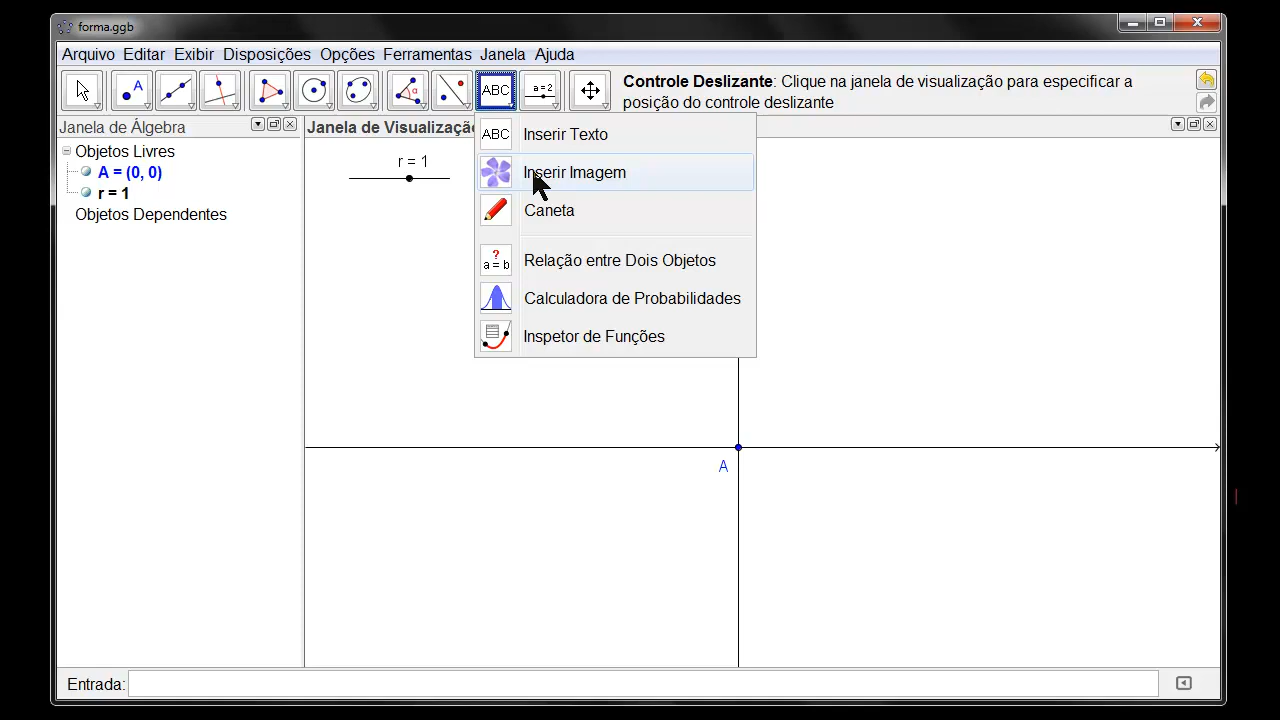 forma.ggb
Arquivo Editar Exibir Disposições Opções Ferramentas Janela Ajuda
A
α
ABC
a=2
Controle Deslizante: Clique na janela de visualização para especificar a
posição do controle deslizante
Janela de Álgebra
Objetos Livres
A = (0, 0)
r = 1
Objetos Dependentes
Janela de Visualização
r = 1
ABC Inserir Texto
Inserir Imagem
Caneta
? a=b Relação entre Dois Objetos
Calculadora de Probabilidades
Inspetor de Funções
A
Entrada: